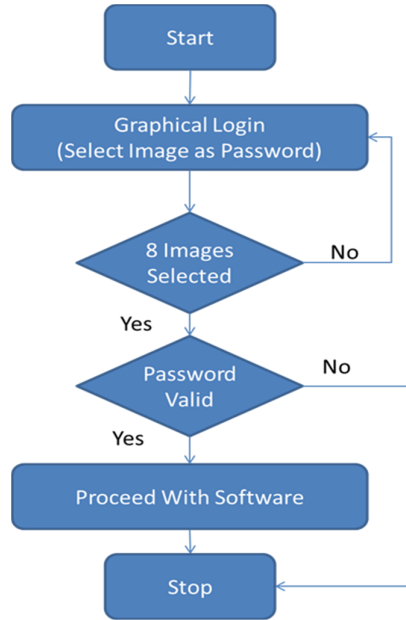 Start
Graphical Login
(Select Image as Password)
8 Images
Selected
No
Yes
Password
Valid
No
Yes
Proceed With Software
Stop